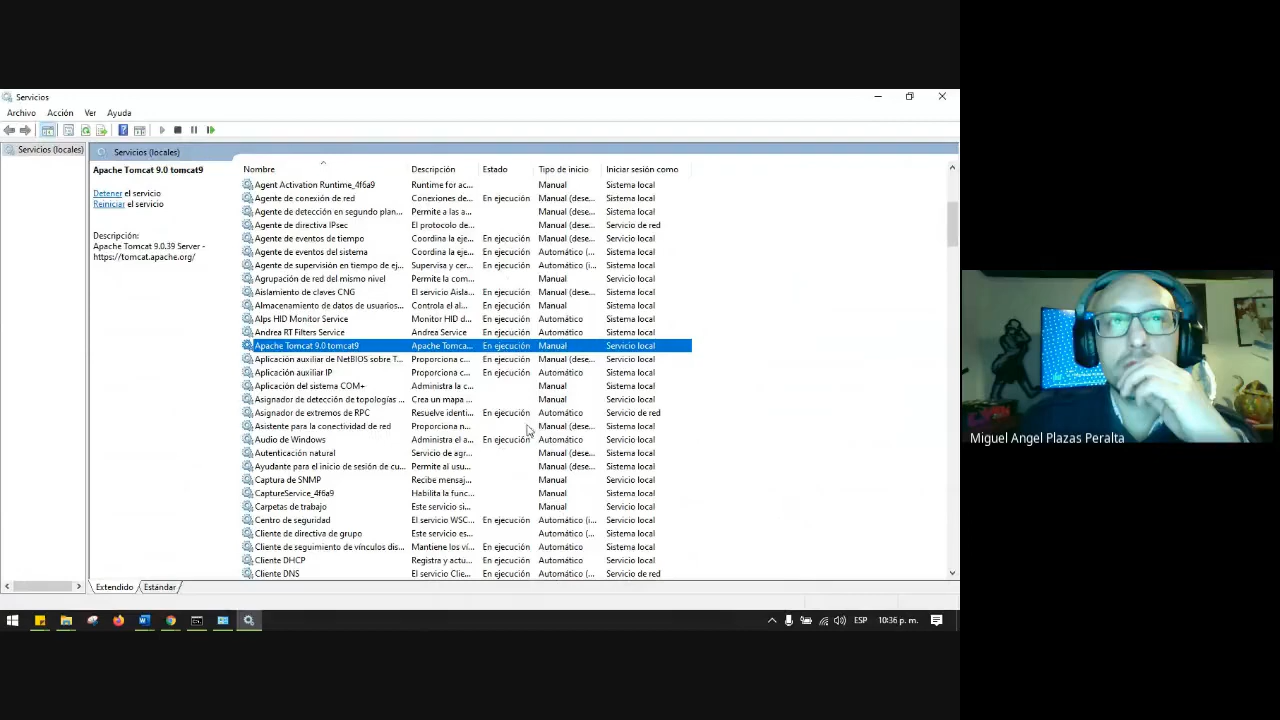 Servicios
Archivo Acción Ver Ayuda
Servicios (locales)
Servicios (locales)
Apache Tomcat 9.0 tomcat9
Detener el servicio
Reiniciar el servicio
Descripción:
Apache Tomcat 9.0.39 Server -
https://tomcat.apache.org/
Nombre Descripción Estado Tipo de inicio Iniciar sesión como
Agent Activation Runtime_4f6a9 Runtime for ac... Manual Sistema local
Agente de conexión de red Conexiones de... En ejecución Manual (dese... Sistema local
Agente de detección en segundo plan... Permite a las a... Manual (dese... Sistema local
Agente de directiva IPsec El protocolo de... Manual (dese... Servicio de red
Agente de eventos de tiempo Coordina la eje... En ejecución Manual (dese... Servicio local
Agente de eventos del sistema Coordina la eje... En ejecución Automático (... Sistema local
Agente de supervisión en tiempo de ej... Supervisa y cer... En ejecución Automático (i... Sistema local
Agrupación de red del mismo nivel Permite la com... Manual Servicio local
Aislamiento de claves CNG El servicio Aisla... En ejecución Manual (dese... Sistema local
Almacenamiento de datos de usuarios... Controla el al... En ejecución Manual Sistema local
Alps HID Monitor Service Monitor HID d... En ejecución Automático Sistema local
Andrea RT Filters Service Andrea Service En ejecución Automático Sistema local
Apache Tomcat 9.0 tomcat9 Apache Tomca... En ejecución Manual Servicio local
Aplicación auxiliar de NetBIOS sobre T... Proporciona c... En ejecución Manual (dese... Servicio local
Aplicación auxiliar IP Proporciona c... En ejecución Automático Sistema local
Aplicación del sistema COM+ Administra la c... Manual Sistema local
Asignador de detección de topologías ... Crea un mapa ... Manual Servicio local
Asignador de extremos de RPC Resuelve identi... En ejecución Automático Servicio de red
Asistente para la conectividad de red Proporciona n... Manual (dese... Sistema local
Audio de Windows Administra el a... En ejecución Automático Servicio local
Autenticación natural Servicio de agr... Manual (dese... Sistema local
Ayudante para el inicio de sesión de cu... Permite al usu... Manual (dese... Sistema local
Captura de SNMP Recibe mensaj... Manual Servicio local
CaptureService_4f6a9 Habilita la func... Manual Sistema local
Carpetas de trabajo Este servicio si... Manual Servicio local
Centro de seguridad El servicio WSC... En ejecución Automático (i... Servicio local
Cliente de directiva de grupo Este servicio es... Automático (... Sistema local
Cliente de seguimiento de vínculos dis... Mantiene los ví... En ejecución Automático Sistema local
Cliente DHCP Registra y actu... En ejecución Automático Servicio local
Cliente DNS El servicio Clie... En ejecución Automático (... Servicio de red
Extendido Estándar
ESP 10:36 p. m.
Miguel Angel Plazas Peralta